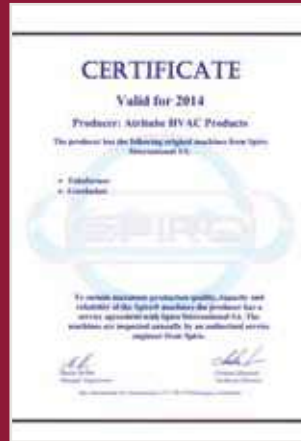 CERTIFICATE
Valid for 2014
Producer: Airtube HVAC Products
The producer has the following original machines from Spiro
International SA:
• Tubeformer
SPIRO
To sustain maximum production quality, capacity and
reliability of the Spiro® machines the producer has a
service agreement with Spiro International SA. The
machines are inspected annually by an authorized service
engineer from Spiro.